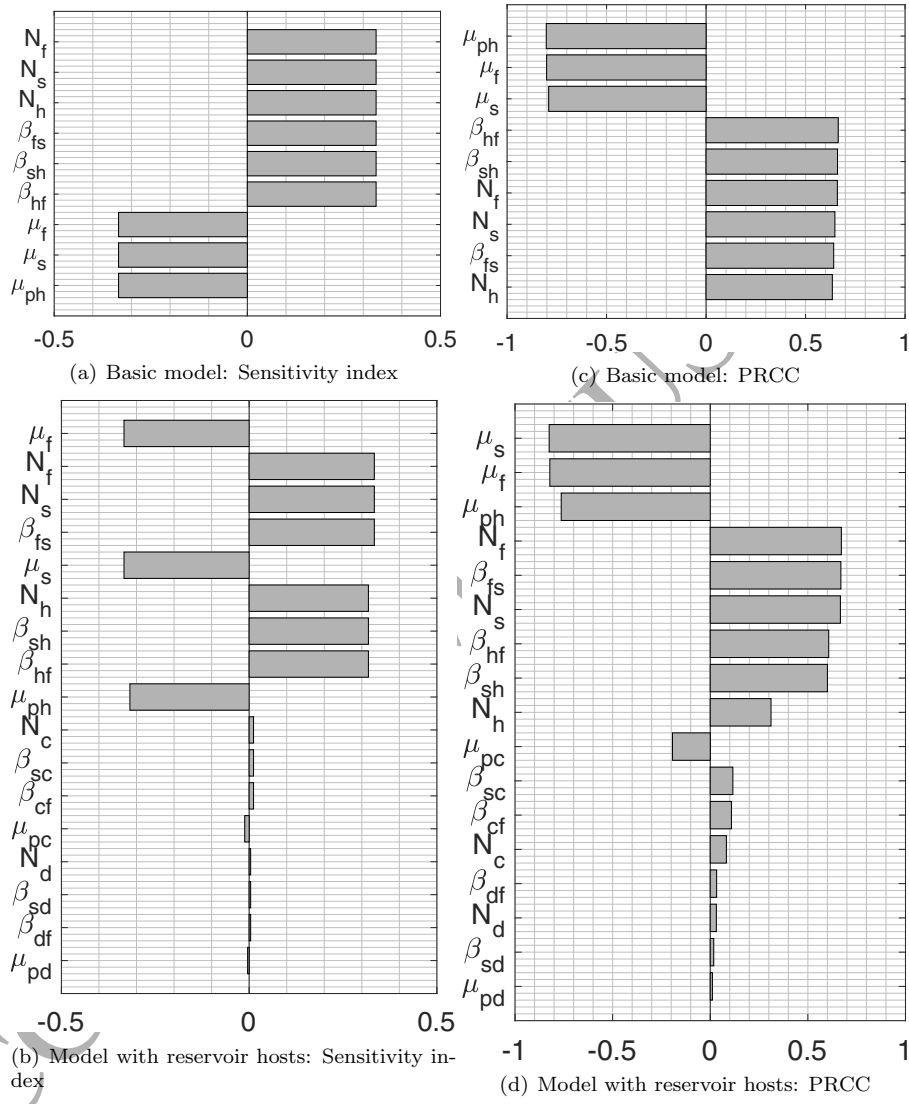 N_f
N_s
N_h
β_fs
β_sh
β_hf
μ_f
μ_s
μ_ph
-0.5 0 0.5
(a) Basic model: Sensitivity index
μ_ph
μ_f
μ_s
β_hf
β_sh
N_f
N_s
β_fs
N_h
-1 -0.5 0 0.5 1
(c) Basic model: PRCC
μ_f
N_f
N_s
β_fs
μ_s
N_h
β_sh
β_hf
μ_ph
N_c
β_sc
β_cf
μ_pc
N_d
β_sd
β_df
μ_pd
-0.5 0 0.5
(b) Model with reservoir hosts: Sensitivity in-
dex
μ_s
μ_f
μ_ph
N_f
β_fs
N_s
β_hf
β_sh
N_h
μ_pc
β_sc
β_cf
N_c
β_df
N_d
β_sd
μ_pd
-1 -0.5 0 0.5 1
(d) Model with reservoir hosts: PRCC